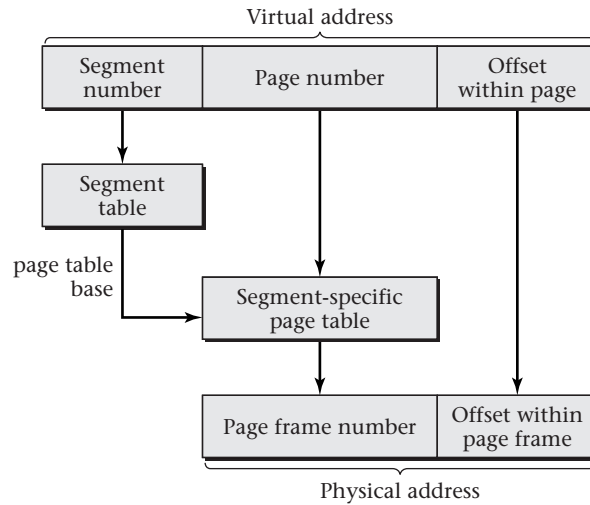 Virtual address
Segment
number
Page number
Offset
within page
Segment
table
page table
base
Segment-specific
page table
Page frame number
Offset within
page frame
Physical address